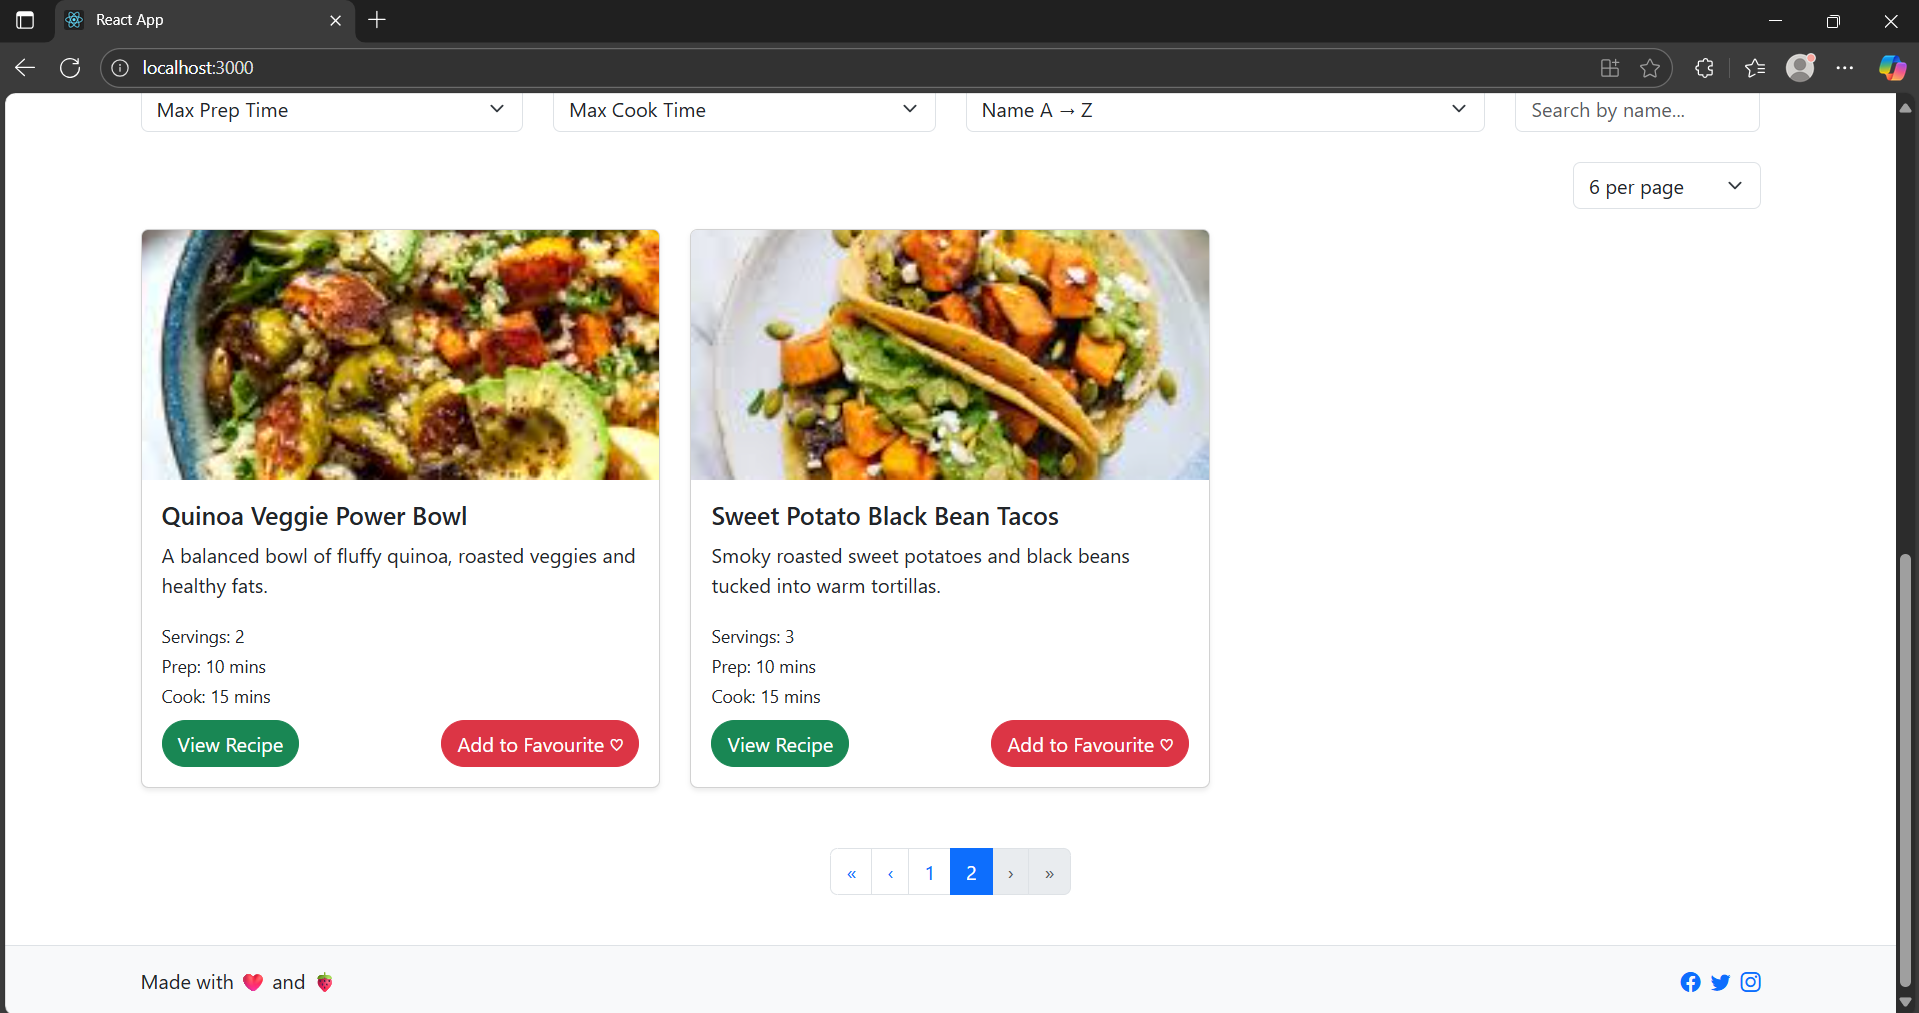 React App
localhost:3000
Max Prep Time
Max Cook Time
Name A → Z
Search by name...
6 per page
Quinoa Veggie Power Bowl
A balanced bowl of fluffy quinoa, roasted veggies and
healthy fats.
Servings: 2
Prep: 10 mins
Cook: 15 mins
View Recipe
Add to Favourite ♡
Sweet Potato Black Bean Tacos
Smoky roasted sweet potatoes and black beans
tucked into warm tortillas.
Servings: 3
Prep: 10 mins
Cook: 15 mins
View Recipe
Add to Favourite ♡
« ‹ 1 2 › »
Made with 💖 and 🍓